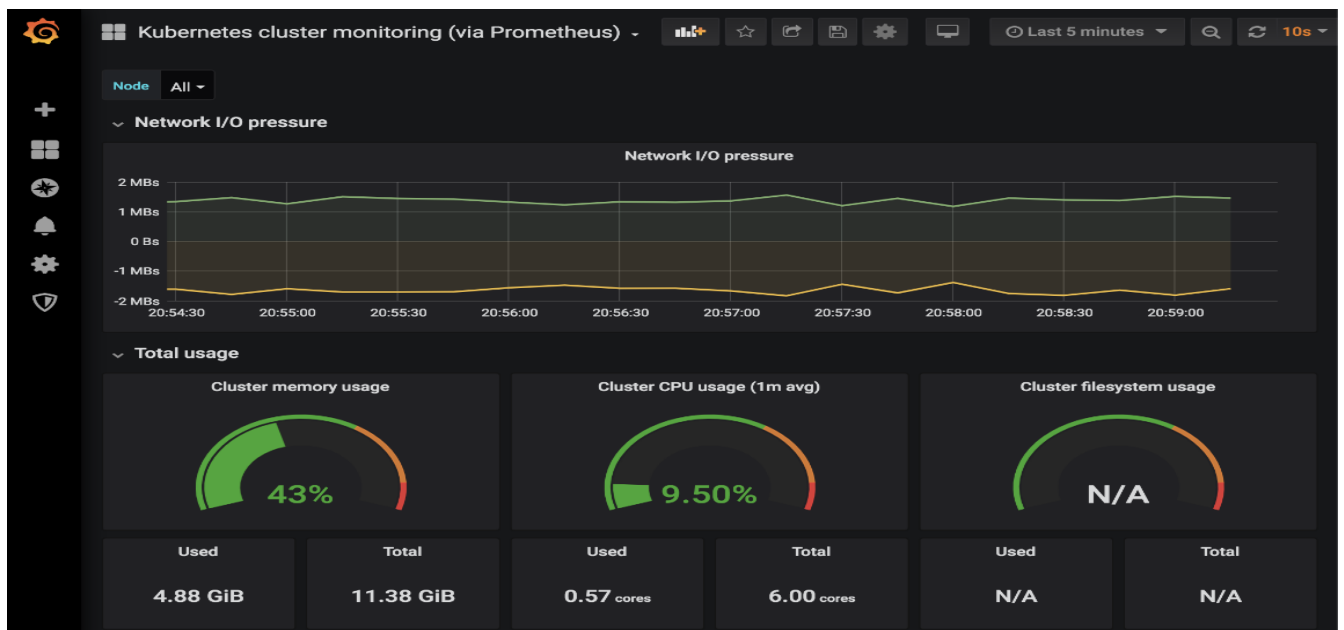 Kubernetes cluster monitoring (via Prometheus)
Last 5 minutes
10s
Node All
Network I/O pressure
Network I/O pressure
2 MBs
1 MBs
0 Bs
-1 MBs
-2 MBs
20:54:30 20:55:00 20:55:30 20:56:00 20:56:30 20:57:00 20:57:30 20:58:00 20:58:30 20:59:00
Total usage
Cluster memory usage
43%
Cluster CPU usage (1m avg)
9.50%
Cluster filesystem usage
N/A
Used
4.88 GiB
Total
11.38 GiB
Used
0.57 cores
Total
6.00 cores
Used
N/A
Total
N/A